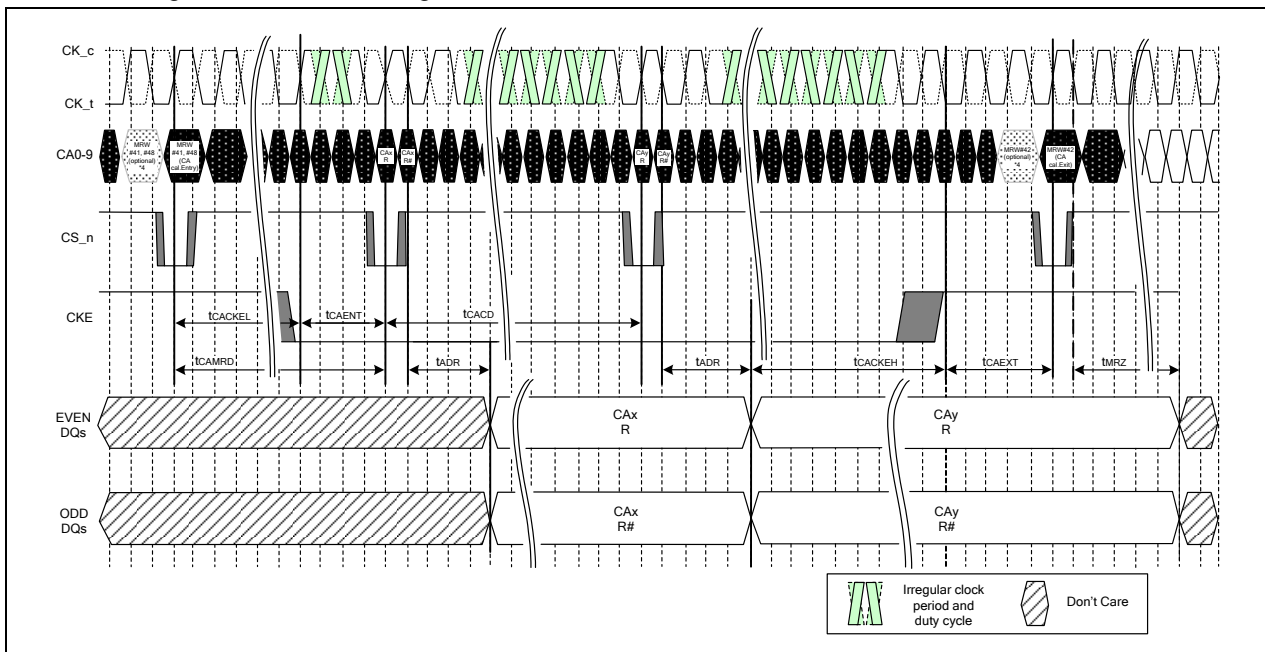 CK_c
CK_t
CA0-9
MRW
#41, #48
(optional)
*4
MRW
#41, #48
(CA
cal.Entry)
CAx
R
CAx
R#
CAy
R
CAy
R#
MRW#42
(optional)
*4
MRW#42
(CA
cal.Exit)
CS_n
CKE
tCACKEL
tCAENT
tCACD
tCAMRD
tADR
tADR
tCACKEH
tCAEXT
tMRZ
EVEN
DQs
CAx
R
CAy
R
ODD
DQs
CAx
R#
CAy
R#
Irregular clock
period and
duty cycle
Don't Care